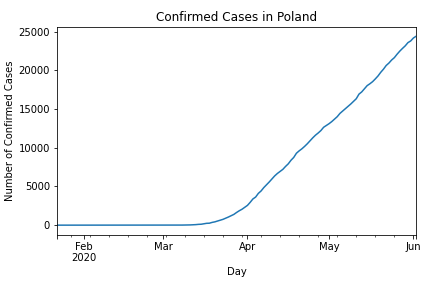 Confirmed Cases in Poland
Number of Confirmed Cases
25000
20000
15000
10000
5000
0
Feb
2020
Mar
Apr
May
Jun
Day